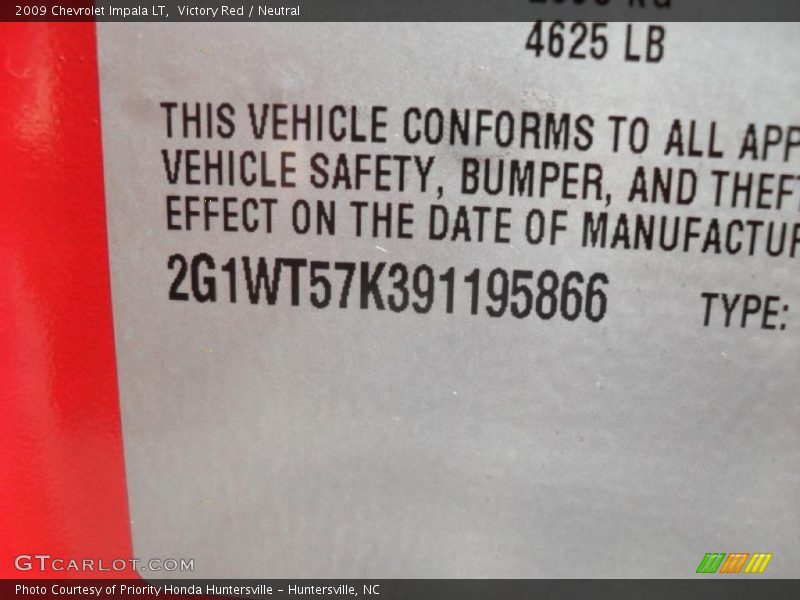 2009 Chevrolet Impala LT, Victory Red / Neutral
4625 LB
THIS VEHICLE CONFORMS TO ALL APP
VEHICLE SAFETY, BUMPER, AND THEFT
EFFECT ON THE DATE OF MANUFACTUR
2G1WT57K391195866
TYPE:
GTCARLOT.COM
Photo Courtesy of Priority Honda Huntersville – Huntersville, NC